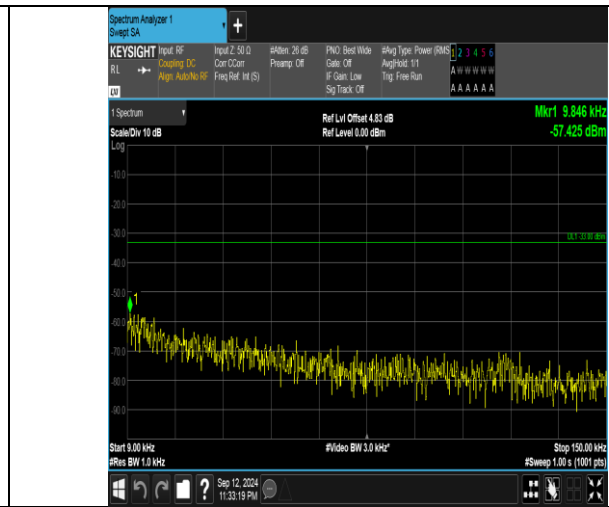 Spectrum Analyzer 1
Swept SA
+
KEYSIGHT Input: RF Input Z: 50 Ω #Atten: 26 dB PNO: Best Wide #Avg Type: Power (RMS 1 2 3 4 5 6
RL Coupling: DC Corr CCorr Preamp: Off Gate: Off Avg|Hold: 1/1 A W W W W W
Align: Auto/No RF Freq Ref: Int (S) IF Gain: Low Trig: Free Run
Sig Track: Off A A A A A A
1 Spectrum Ref Lvl Offset 4.83 dB Mkr1 9.846 kHz
Scale/Div 10 dB Ref Level 0.00 dBm -57.425 dBm
Log
-10.0
-20.0
-30.0
DL1 -33.00 dBm
-40.0
-50.0
1
-60.0
-70.0
-80.0
-90.0
Start 9.00 kHz #Video BW 3.0 kHz* Stop 150.00 kHz
#Res BW 1.0 kHz #Sweep 1.00 s (1001 pts)
? Sep 12, 2024
11:33:19 PM